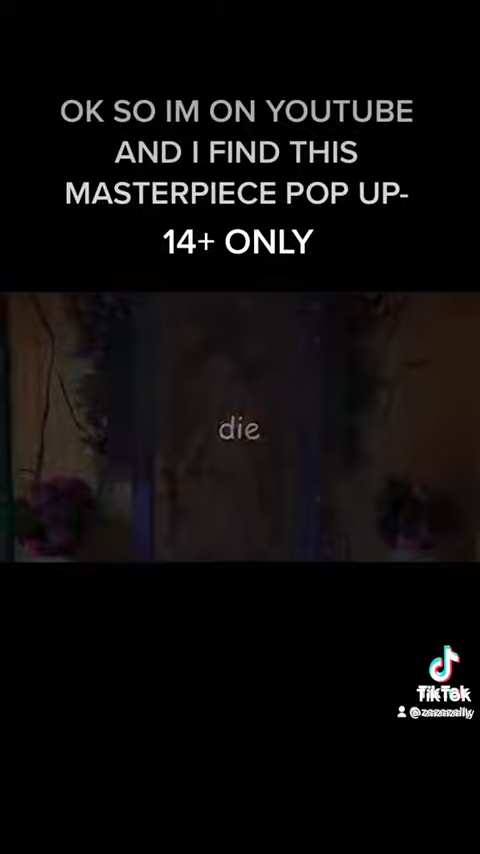 OK SO IM ON YOUTUBE
AND I FIND THIS
MASTERPIECE POP UP-
14+ ONLY
die
TikTok